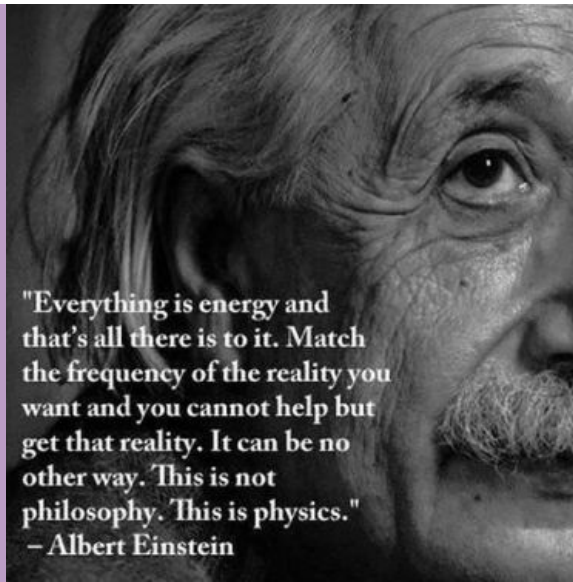 "Everything is energy and
that's all there is to it. Match
the frequency of the reality you
want and you cannot help but
get that reality. It can be no
other way. This is not
philosophy. This is physics."
– Albert Einstein